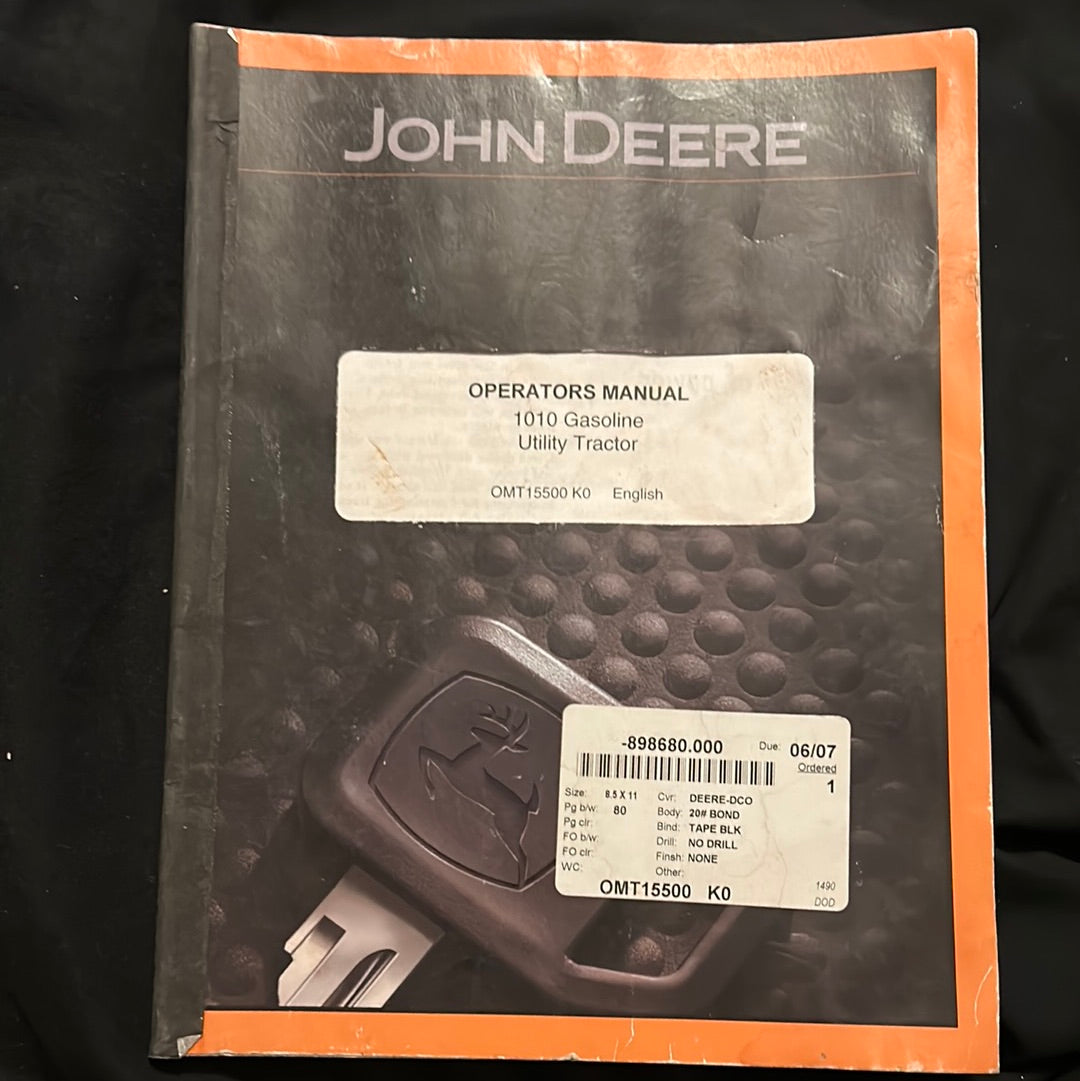 JOHN DEERE
OPERATORS MANUAL
1010 Gasoline
Utility Tractor
OMT15500 K0 English
-898680.000 Due: 06/07
Ordered
1
Size: 8.5 X 11 Cvr: DEERE-DCO
Pg b/w: 80 Body: 20# BOND
Pg clr: Bind: TAPE BLK
FO b/w: Drill: NO DRILL
FO clr: Finsh: NONE
WC: Other:
OMT15500 K0
1490
DOD